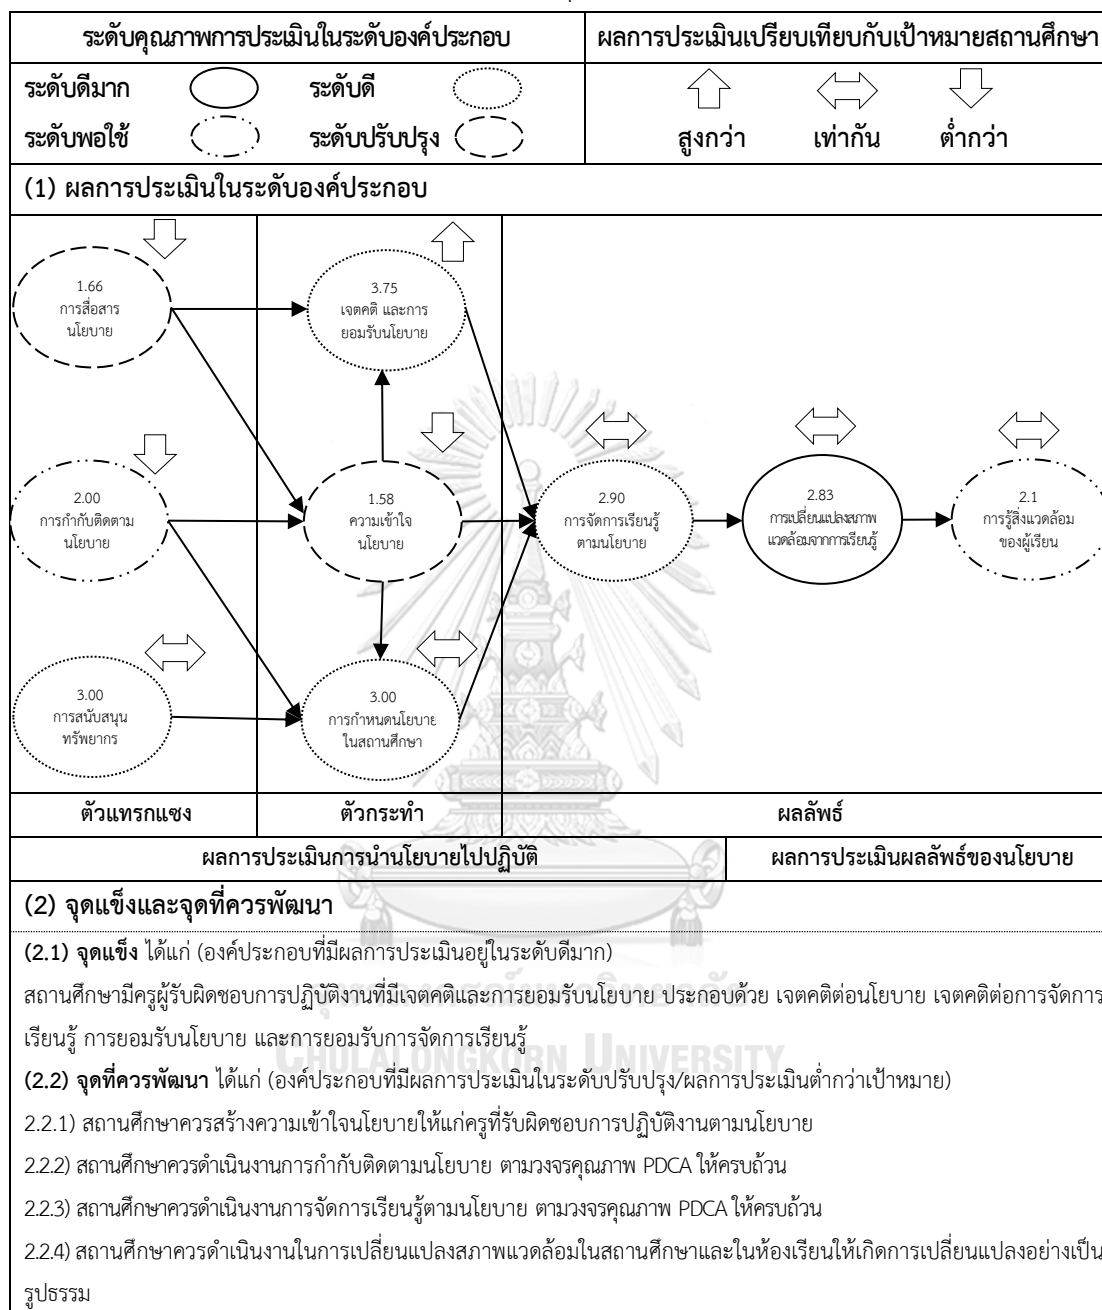 ระดับคุณภาพการประเมินในระดับองค์ประกอบ
ผลการประเมินเปรียบเทียบกับเป้าหมายสถานศึกษา
ระดับดีมาก ระดับดี
ระดับพอใช้ ระดับปรับปรุง
สูงกว่า เท่ากัน ต่ำกว่า
(1) ผลการประเมินในระดับองค์ประกอบ
1.66
การสื่อสาร
นโยบาย
3.75
เจตคติ และการ
ยอมรับนโยบาย
2.00
การกำกับติดตาม
นโยบาย
1.58
ความเข้าใจ
นโยบาย
2.90
การจัดการเรียนรู้
ตามนโยบาย
2.83
การเปลี่ยนแปลงสภาพ
แวดล้อมจากการเรียนรู้
2.1
การรู้สิ่งแวดล้อม
ของผู้เรียน
3.00
การสนับสนุน
ทรัพยากร
3.00
การกำหนดนโยบาย
ในสถานศึกษา
ตัวแทรกแซง ตัวกระทำ ผลลัพธ์
ผลการประเมินการนำนโยบายไปปฏิบัติ ผลการประเมินผลลัพธ์ของนโยบาย
(2) จุดแข็งและจุดที่ควรพัฒนา
(2.1) จุดแข็ง ได้แก่ (องค์ประกอบที่มีผลการประเมินอยู่ในระดับดีมาก)
สถานศึกษามีครูผู้รับผิดชอบการปฏิบัติงานที่มีเจตคติและการยอมรับนโยบาย ประกอบด้วย เจตคติต่อนโยบาย เจตคติต่อการจัดการ
จุฬาลงกรณ์มหาวิทยาลัย
เรียนรู้ การยอมรับนโยบาย และการยอมรับการจัดการเรียนรู้
CHULALONGKORN UNIVERSITY
(2.2) จุดที่ควรพัฒนา ได้แก่ (องค์ประกอบที่มีผลการประเมินในระดับปรับปรุง/ผลการประเมินต่ำกว่าเป้าหมาย)
2.2.1) สถานศึกษาควรสร้างความเข้าใจนโยบายให้แก่ครูที่รับผิดชอบการปฏิบัติงานตามนโยบาย
2.2.2) สถานศึกษาควรดำเนินงานการกำกับติดตามนโยบาย ตามวงจรคุณภาพ PDCA ให้ครบถ้วน
2.2.3) สถานศึกษาควรดำเนินงานการจัดการเรียนรู้ตามนโยบาย ตามวงจรคุณภาพ PDCA ให้ครบถ้วน
2.2.4) สถานศึกษาควรดำเนินงานในการเปลี่ยนแปลงสภาพแวดล้อมในสถานศึกษาและในห้องเรียนให้เกิดการเปลี่ยนแปลงอย่างเป็น
รูปธรรม